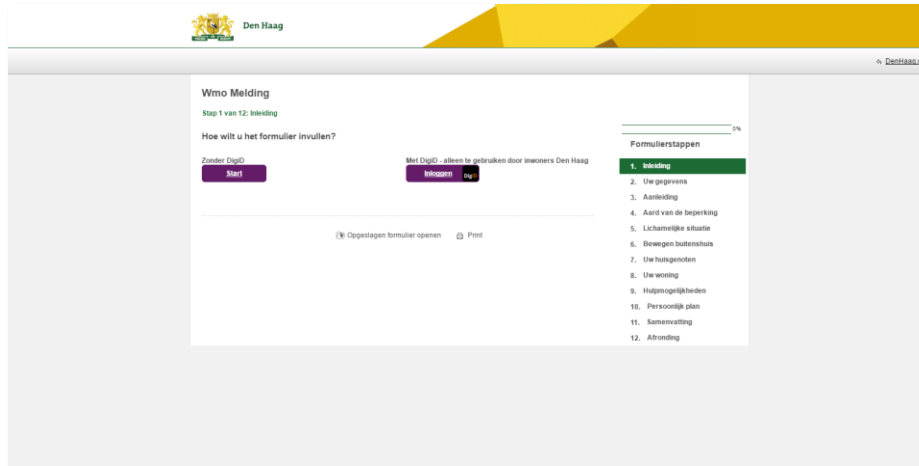 Den Haag
DenHaag.
Wmo Melding
Stap 1 van 12: Inleiding
Hoe wilt u het formulier invullen?
Zonder DigiD
Start
Met DigiD - alleen te gebruiken door inwoners Den Haag
Inloggen
DigiD
Opgeslagen formulier openen
Print
0%
Formulierstappen
1. Inleiding
2. Uw gegevens
3. Aanleiding
4. Aard van de beperking
5. Lichamelijke situatie
6. Bewegen buitenshuis
7. Uw huisgenoten
8. Uw woning
9. Hulpmogelijkheden
10. Persoonlijk plan
11. Samenvatting
12. Afronding